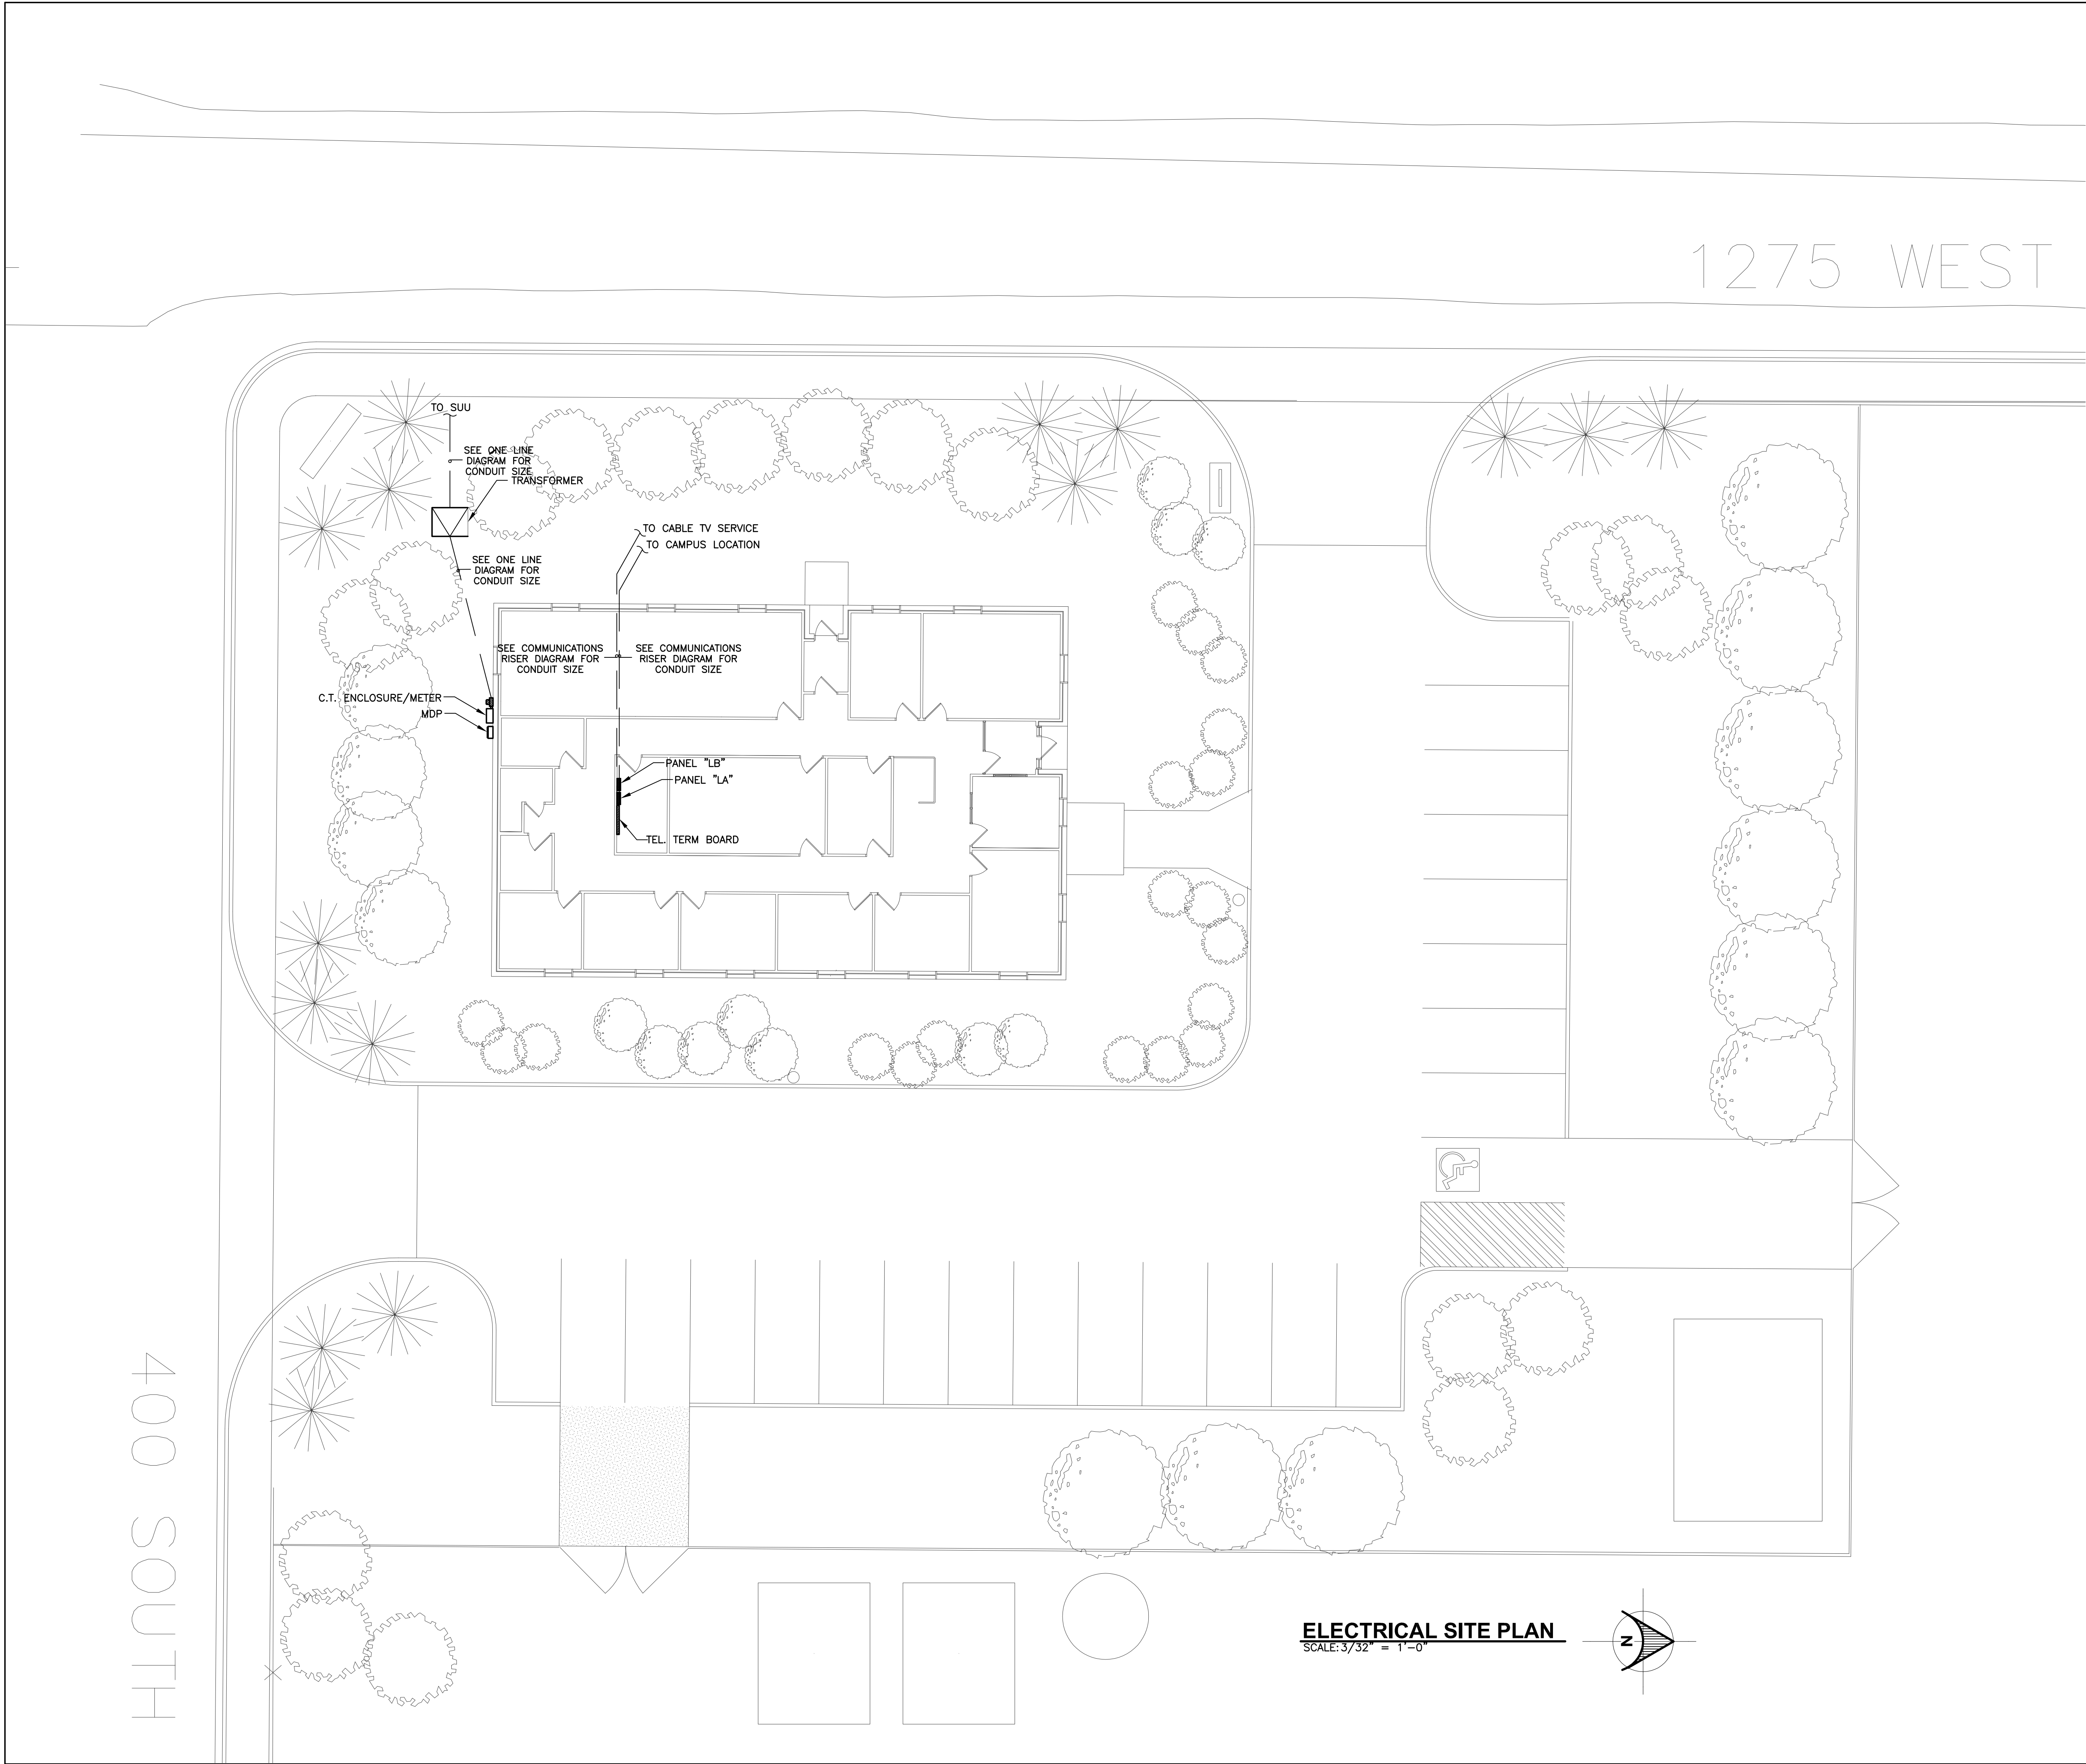 1275 WEST
TO SUU
SEE ONE LINE
DIAGRAM FOR
CONDUIT SIZE
TRANSFORMER
TO CABLE TV SERVICE
TO CAMPUS LOCATION
SEE ONE LINE
DIAGRAM FOR
CONDUIT SIZE
SEE COMMUNICATIONS
RISER DIAGRAM FOR
CONDUIT SIZE
SEE COMMUNICATIONS
RISER DIAGRAM FOR
CONDUIT SIZE
C.T. ENCLOSURE/METER
MDP
PANEL "LB"
PANEL "LA"
TEL. TERM BOARD
400 SOUTH
ELECTRICAL SITE PLAN
SCALE: 3/32" = 1'-0"
N